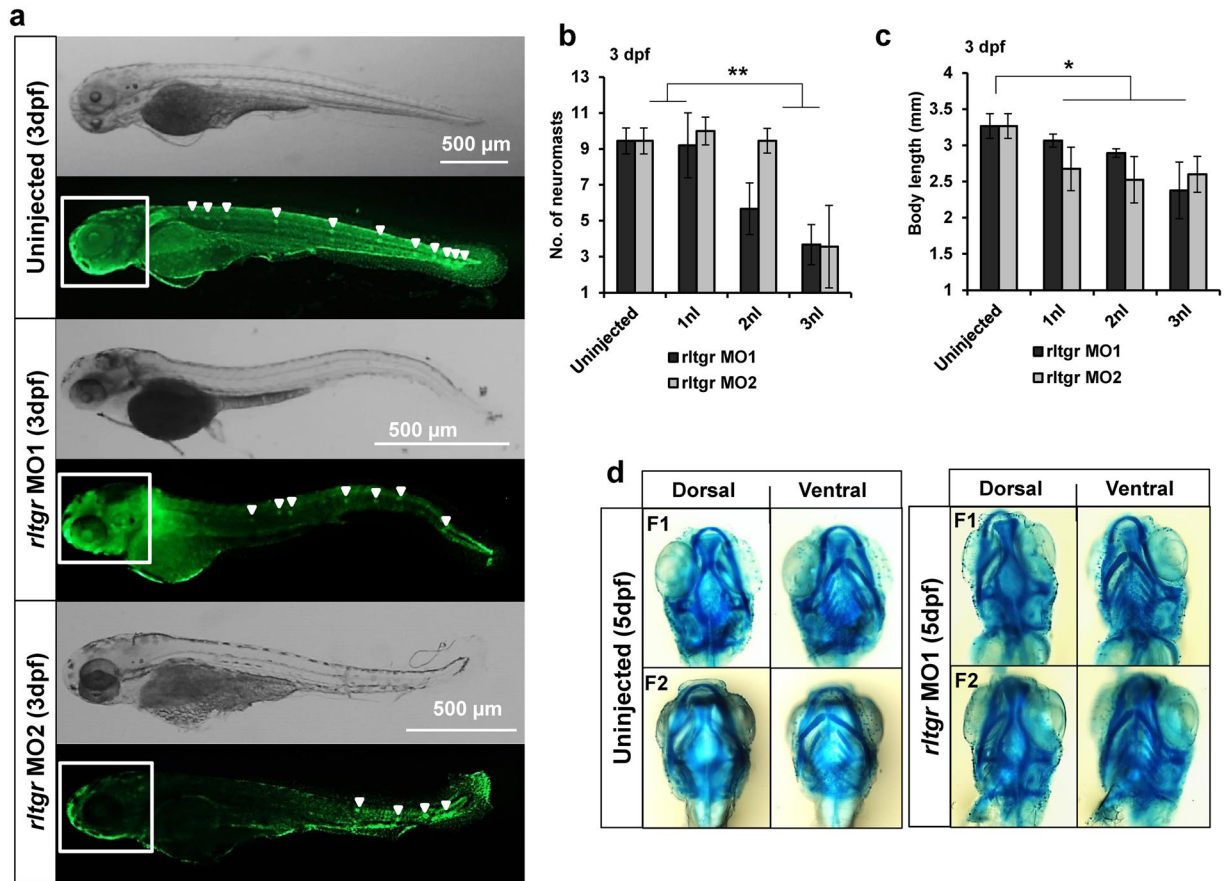 a
Uninjected (3dpf)
500 µm
rltgr MO1 (3dpf)
500 µm
rltgr MO2 (3dpf)
500 µm
b
3 dpf
**
No. of neuromasts
13
11
9
7
5
3
1
Uninjected
1nl
2nl
3nl
rltgr MO1
rltgr MO2
c
3 dpf
*
Body length (mm)
4
3.5
3
2.5
2
1.5
1
Uninjected
1nl
2nl
3nl
rltgr MO1
rltgr MO2
d
Uninjected (5dpf)
Dorsal
Ventral
F1
F2
rltgr MO1 (5dpf)
Dorsal
Ventral
F1
F2